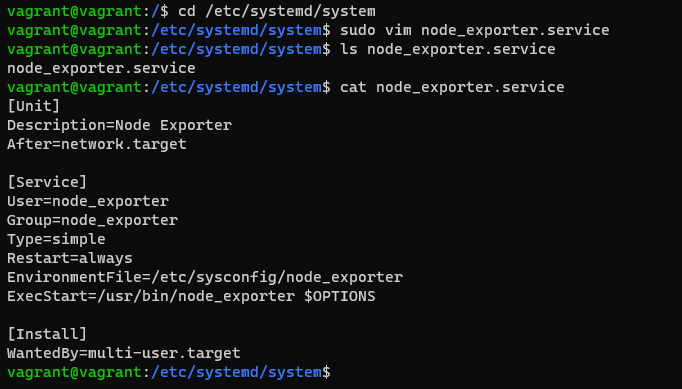 vagrant@vagrant:/$ cd /etc/systemd/system
vagrant@vagrant:/etc/systemd/system$ sudo vim node_exporter.service
vagrant@vagrant:/etc/systemd/system$ ls node_exporter.service
node_exporter.service
vagrant@vagrant:/etc/systemd/system$ cat node_exporter.service
[Unit]
Description=Node Exporter
After=network.target

[Service]
User=node_exporter
Group=node_exporter
Type=simple
Restart=always
EnvironmentFile=/etc/sysconfig/node_exporter
ExecStart=/usr/bin/node_exporter $OPTIONS

[Install]
WantedBy=multi-user.target
vagrant@vagrant:/etc/systemd/system$